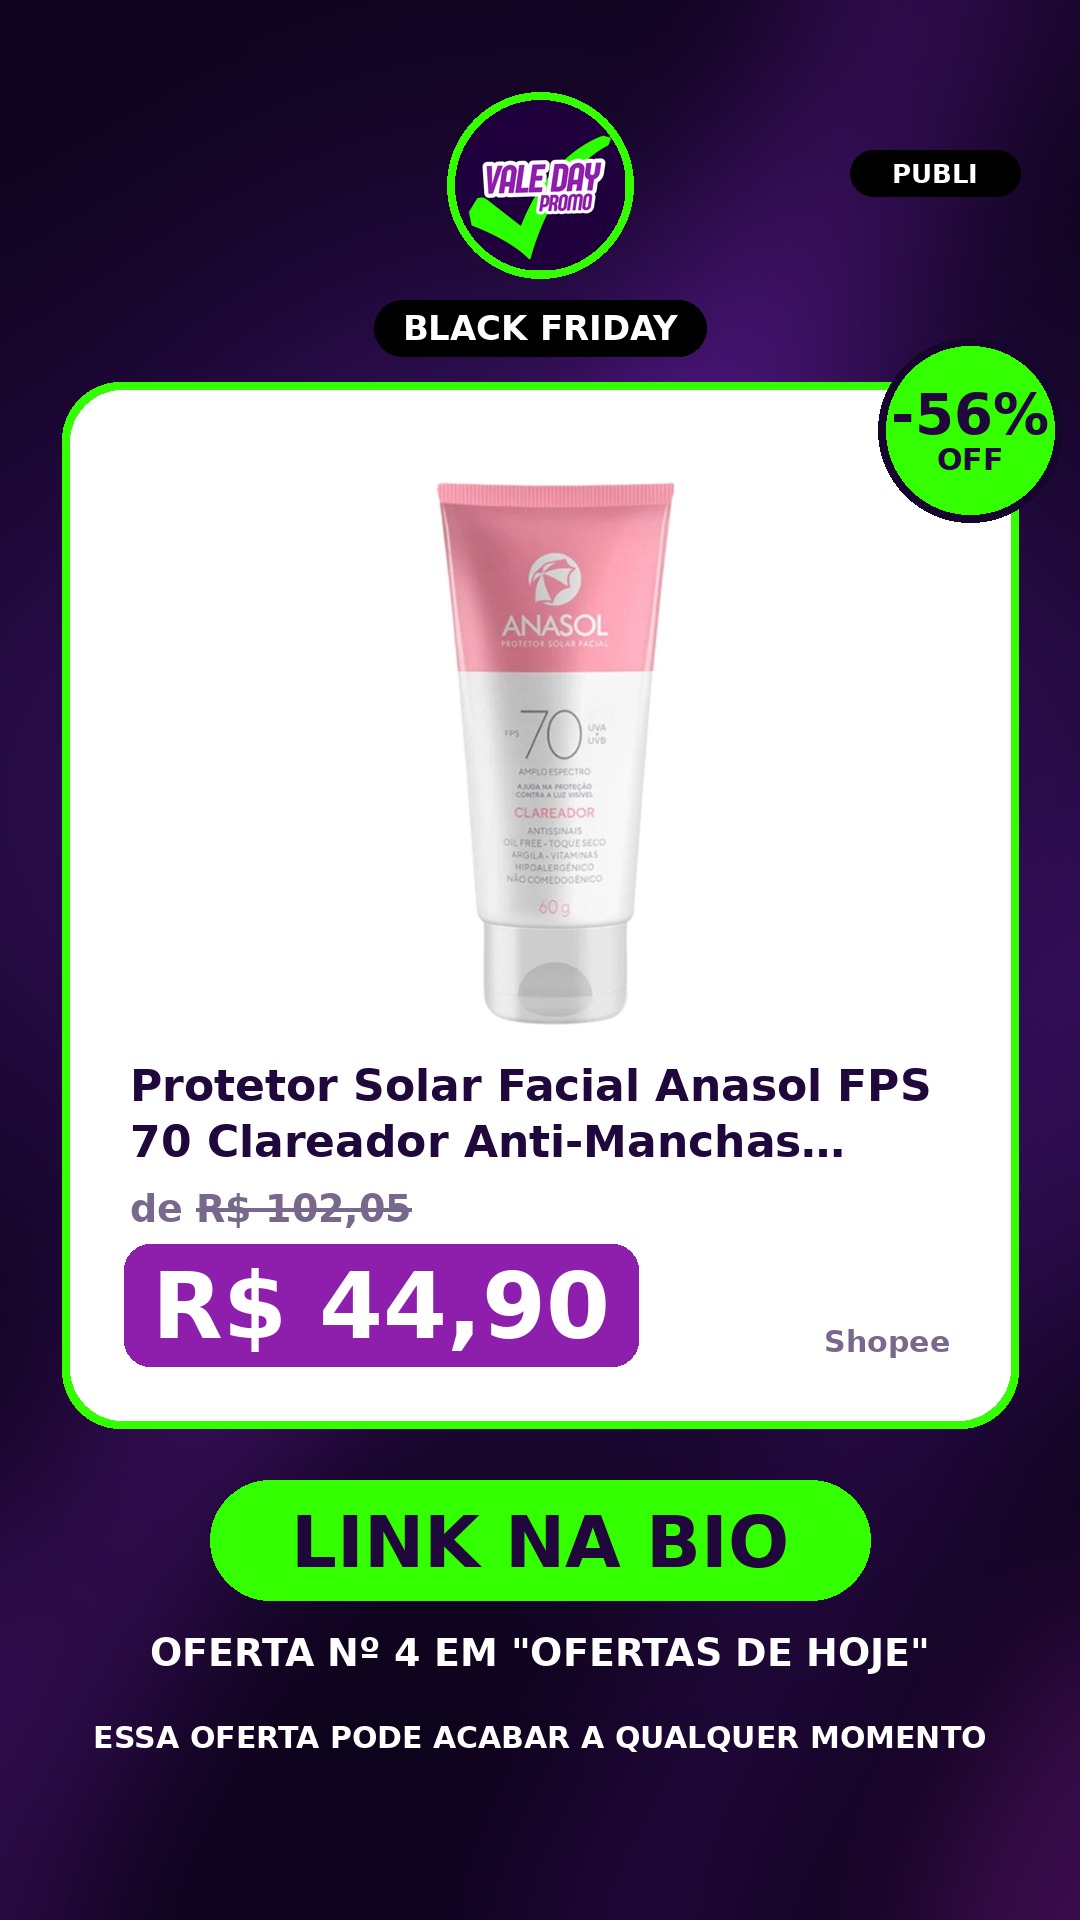 VALE DAY
PROMO
PUBLI
BLACK FRIDAY
-56%
OFF
ANASOL
PROTETOR SOLAR FACIAL
FPS 70 UVA + UVB
AMPLO ESPECTRO
AJUDA NA PROTEÇÃO
CONTRA A LUZ VISÍVEL
CLAREADOR
ANTISSINAIS
OIL FREE • TOQUE SECO
ARGILA • VITAMINAS
HIPOALERGÊNICO
NÃO COMEDOGÊNICO
60 g
Protetor Solar Facial Anasol FPS
70 Clareador Anti-Manchas...
de R$ 102,05
R$ 44,90
Shopee
LINK NA BIO
OFERTA Nº 4 EM "OFERTAS DE HOJE"
ESSA OFERTA PODE ACABAR A QUALQUER MOMENTO